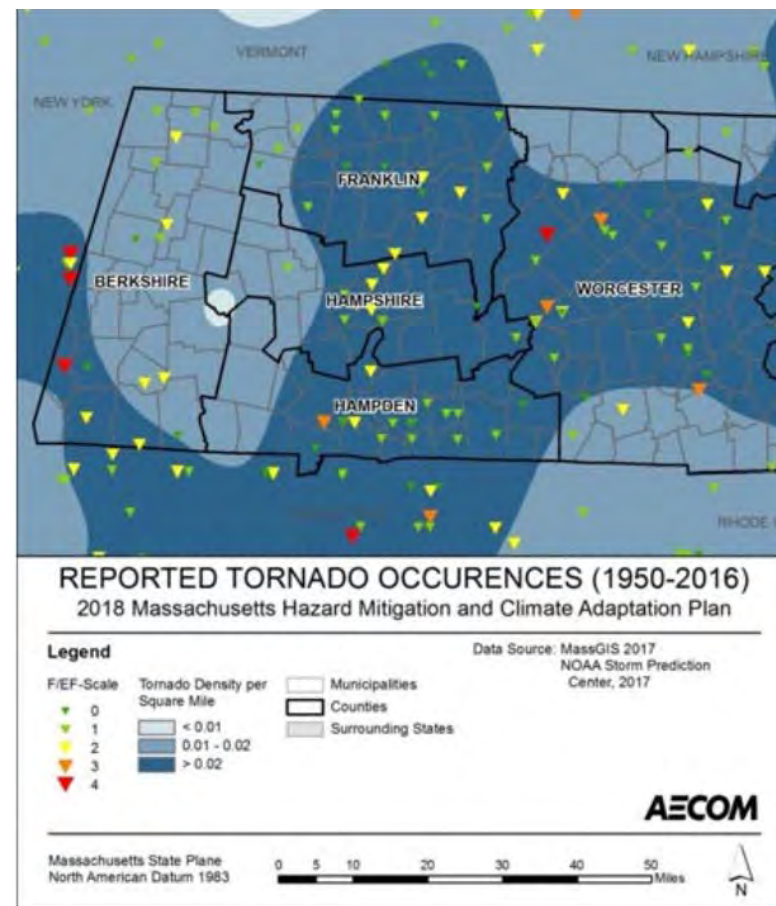 VERMONT
NEW HAMPSHIRE
NEW YORK
FRANKLIN
BERKSHIRE
HAMPSHIRE
WORCESTER
HAMPDEN
RHODE
REPORTED TORNADO OCCURENCES (1950-2016)
2018 Massachusetts Hazard Mitigation and Climate Adaptation Plan
Legend
Data Source: MassGIS 2017
NOAA Storm Prediction
Center, 2017
F/EF-Scale
Tornado Density per
Square Mile
0
1
2
3
4
< 0.01
0.01 - 0.02
> 0.02
Municipalities
Counties
Surrounding States
AECOM
Massachusetts State Plane
North American Datum 1983
0 5 10 20 30 40 50
Miles
N